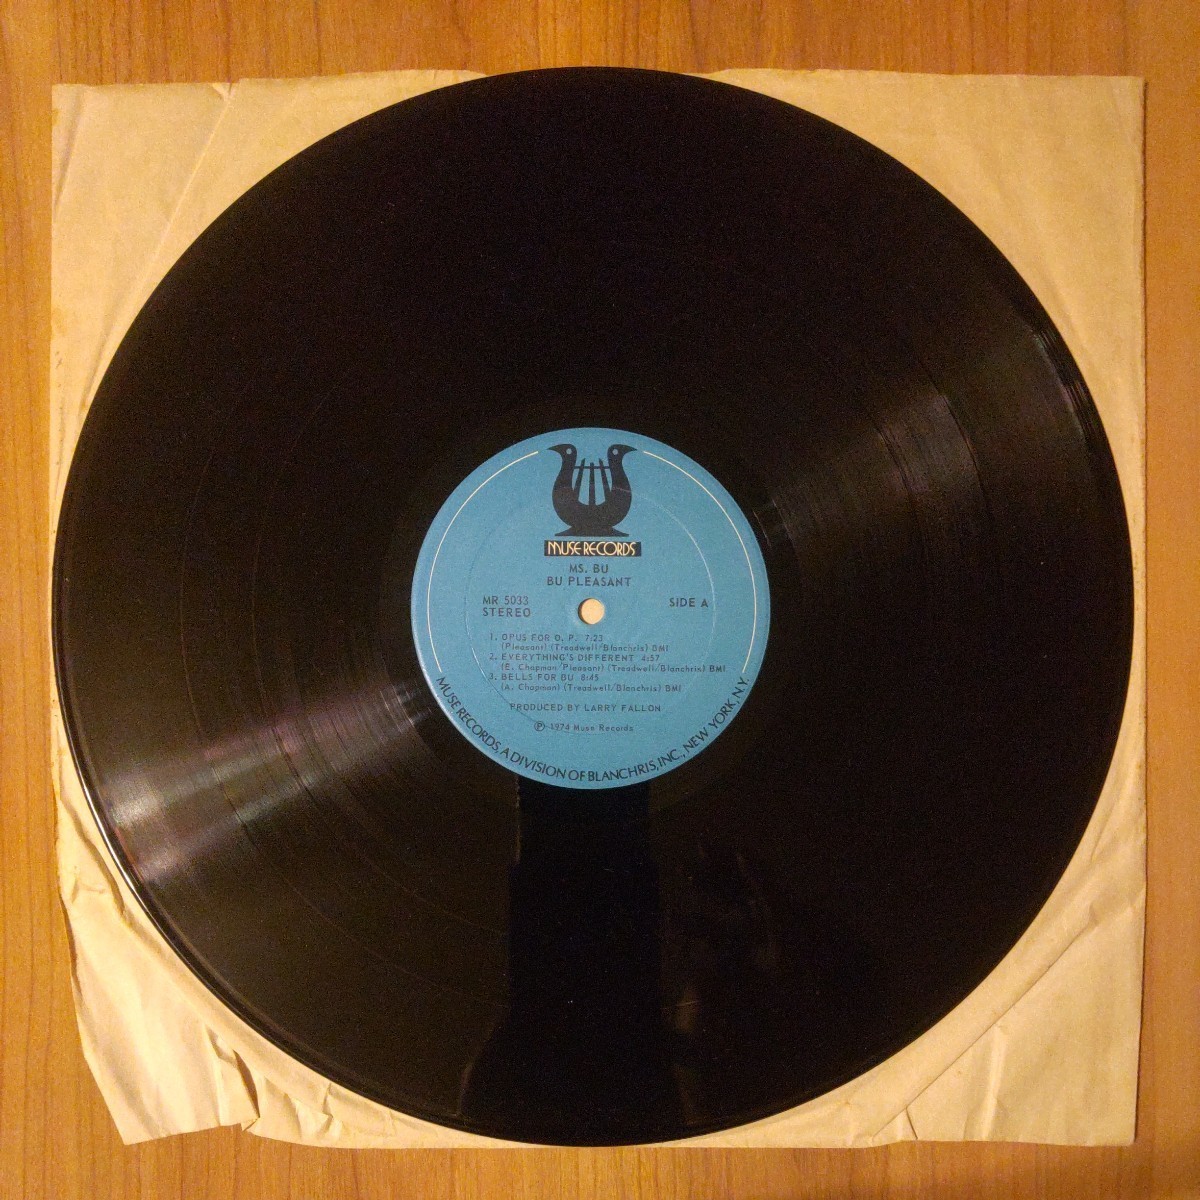 MUSE RECORDS
MS. BU
BU PLEASANT
MR 5033
STEREO
SIDE A
1. OPUS FOR O. P. 7:23
(Pleasant) (Treadwell/Blanchris) BMI
2. EVERYTHING'S DIFFERENT 4:57
(E. Chapman/Pleasant) (Treadwell/Blanchris) BMI
3. BELLS FOR BU 8:45
(A. Chapman) (Treadwell/Blanchris) BMI
PRODUCED BY LARRY FALLON
℗ 1974 Muse Records
MUSE RECORDS, A DIVISION OF BLANCHRIS, INC., NEW YORK, N.Y.